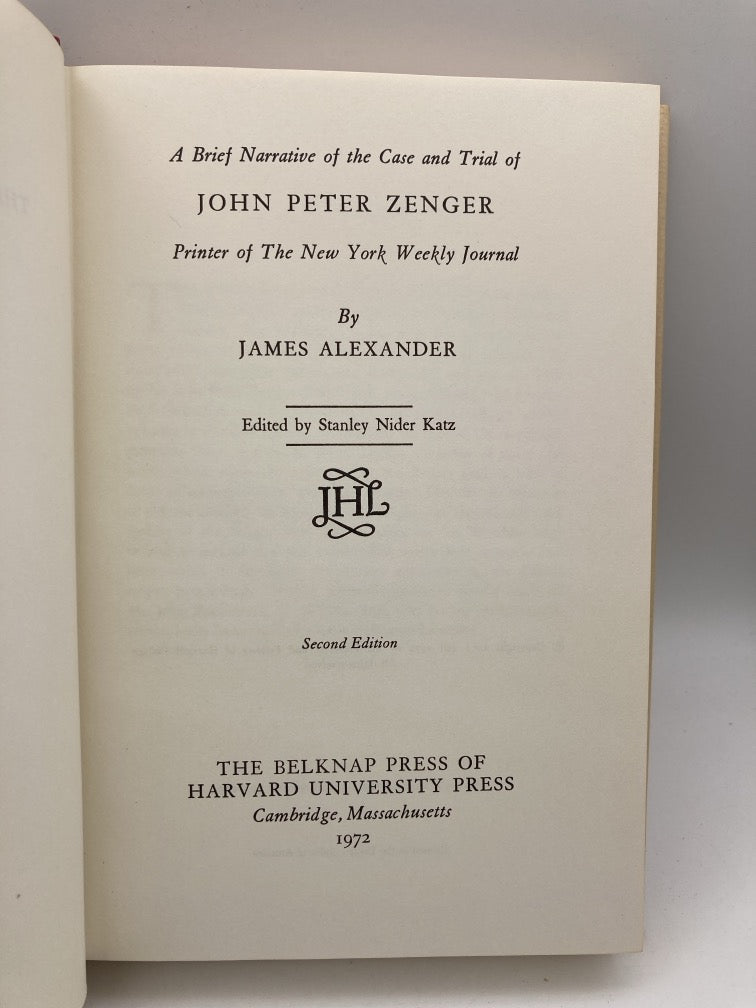 A Brief Narrative of the Case and Trial of
JOHN PETER ZENGER
Printer of The New York Weekly Journal
By
JAMES ALEXANDER
Edited by Stanley Nider Katz
JHL
Second Edition
THE BELKNAP PRESS OF
HARVARD UNIVERSITY PRESS
Cambridge, Massachusetts
1972